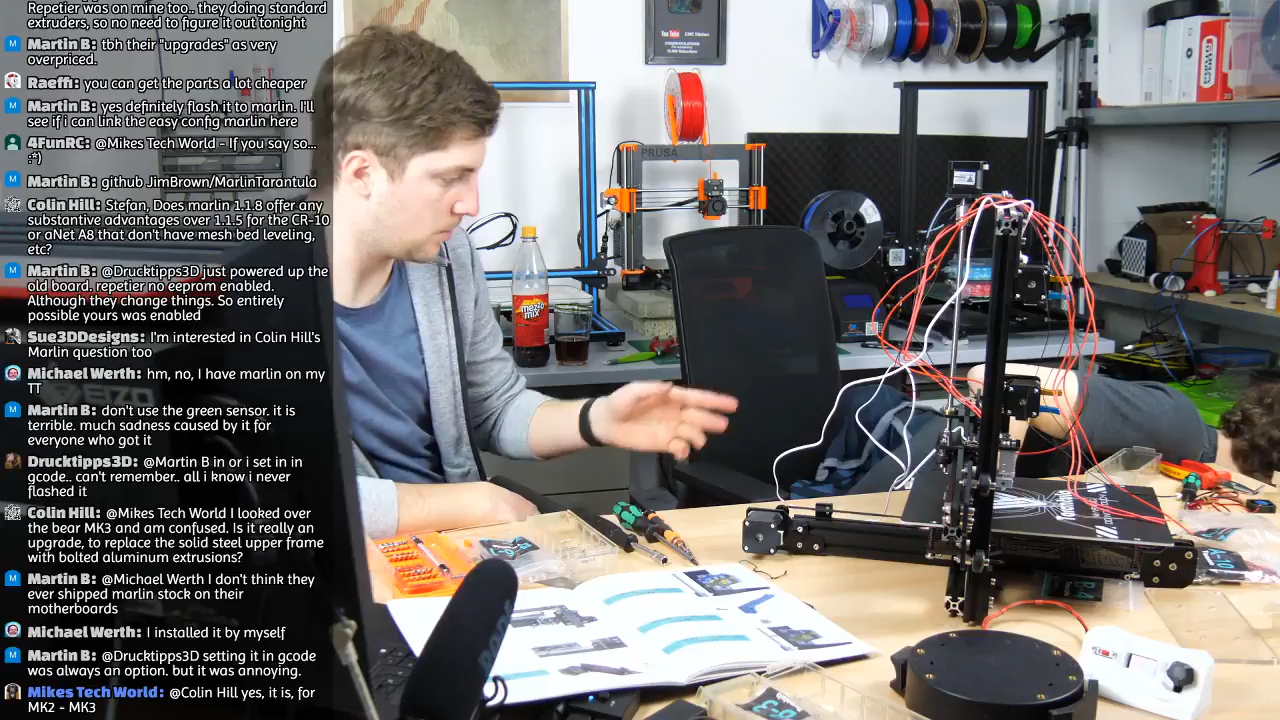 Repetier was on mine too.. they doing standard
extruders, so need to figure it out tonight
Martin B: tbh their "upgrades" as very
overpriced.
Raeffi: you can get the parts a lot cheaper
Martin B: yes definitely flash it to marlin. I'll
see if i can link the easy config marlin here
4FunRC: @Mikes Tech World - If you say so...
;")
Martin B: github JimBrown/MarlinTarantula
Colin Hill: Stefan, Does marlin 1.1.8 offer any
substantive advantages over 1.1.5 for the CR-10
or aNet A8 that don't have mesh bed leveling,
etc?
Martin B: @Drucktipps3D just powered up the
old board. repetier no eeprom enabled.
Although they change things. So entirely
possible yours was enabled
Sue3DDesigns: I'm interested in Colin Hill's
Marlin question too
Michael Werth: hm, no, I have marlin on my
TT
Martin B: don't use the green sensor. it is
terrible. much sadness caused by it for
everyone who got it
Drucktipps3D: @Martin B in or i set in in
gcode.. can't remember.. all i know i never
flashed it
Colin Hill: @Mikes Tech World I looked over
the bear MK3 and am confused. Is it really an
upgrade, to replace the solid steel upper frame
with bolted aluminum extrusions?
Martin B: @Michael Werth I don't think they
ever shipped marlin stock on their
motherboards
Michael Werth: I installed it by myself
Martin B: @Drucktipps3D setting it in gcode
was always an option. but it was annoying.
Mikes Tech World: @Colin Hill yes, it is, for
MK2 - MK3
YouTube
CNC Kitchen
PRUSA
mezzo
mix
EIZO
RODE